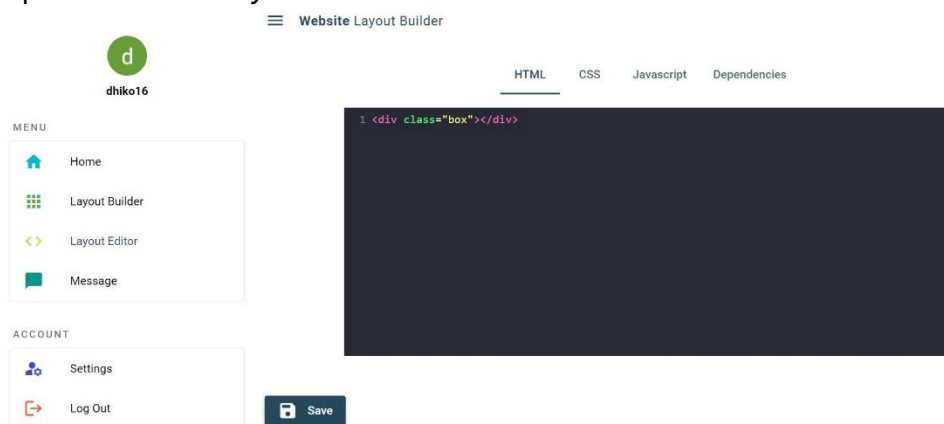 Website Layout Builder
d
dhiko16
MENU
Home
Layout Builder
Layout Editor
Message
ACCOUNT
Settings
Log Out
HTML CSS Javascript Dependencies
1 <div class="box"></div>
Save